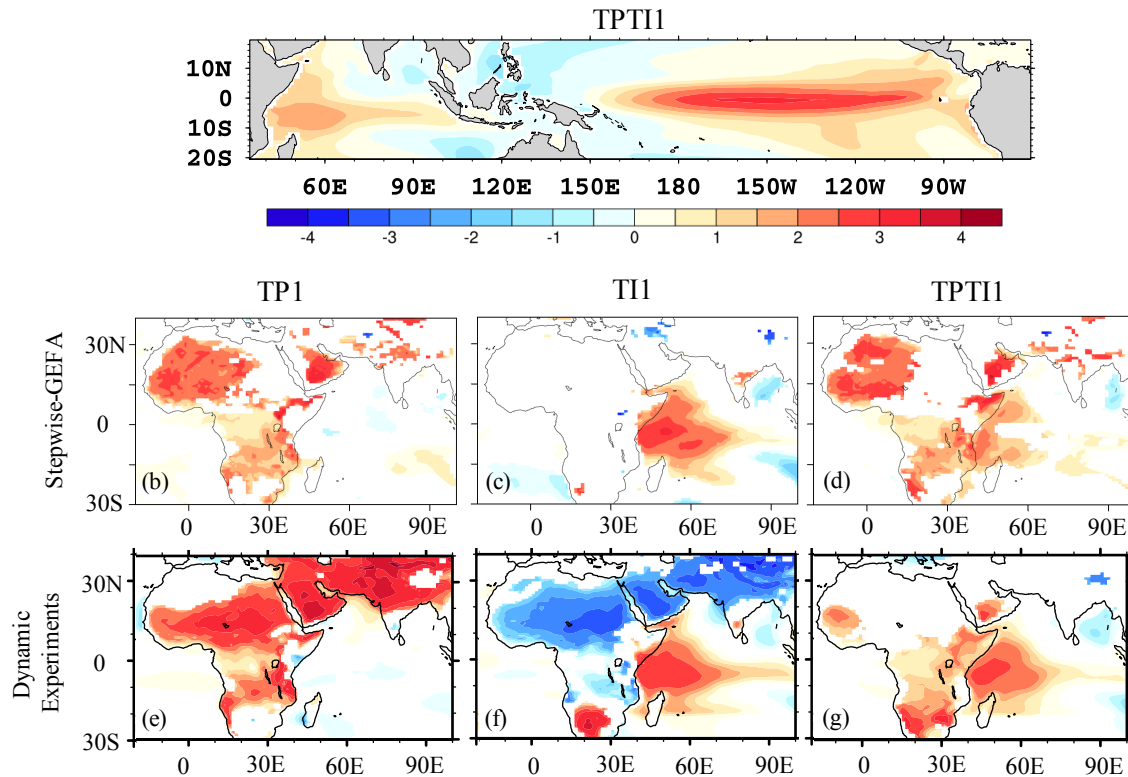 TPTI1
10N
0
10S
20S
60E 90E 120E 150E 180 150W 120W 90W
-4 -3 -2 -1 0 1 2 3 4
TP1 TI1 TPTI1
Stepwise-GEFA
30N
0
30S
(b) (c) (d)
0 30E 60E 90E 0 30E 60E 90E 0 30E 60E 90E
Dynamic
Experiments
30N
0
30S
(e) (f) (g)
0 30E 60E 90E 0 30E 60E 90E 0 30E 60E 90E